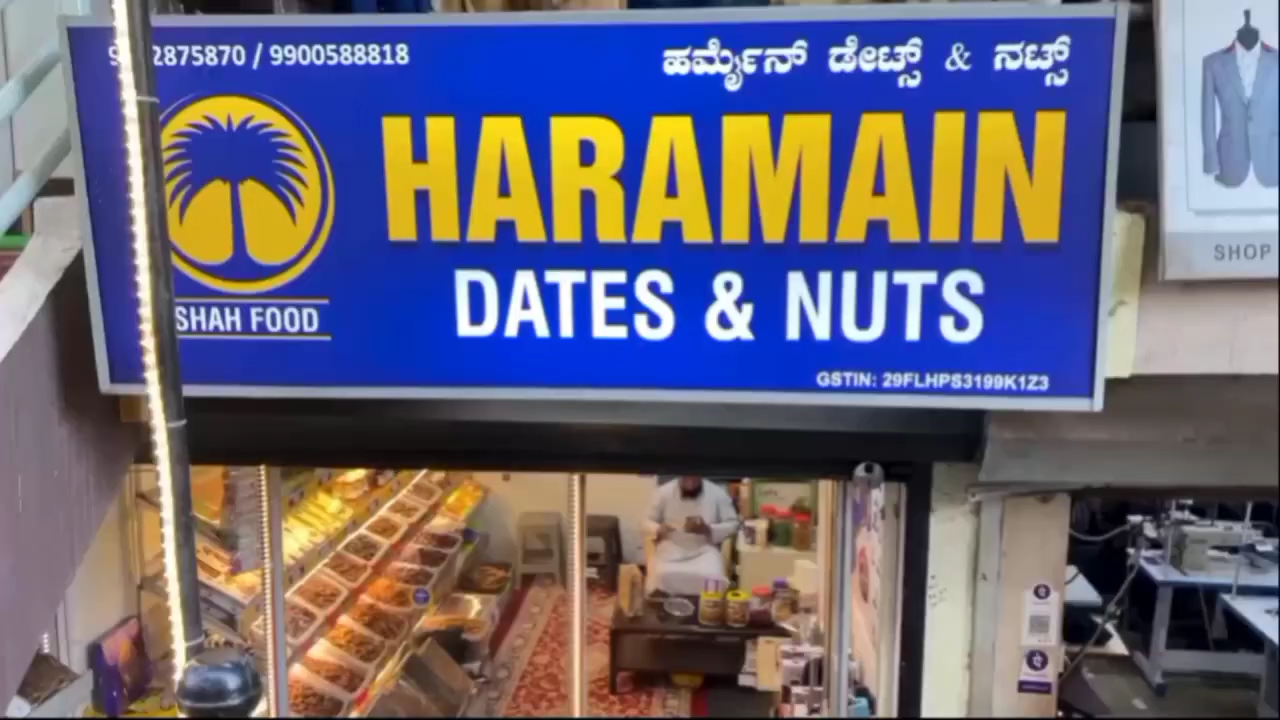 2875870 / 9900588818
ಹರ್ಮೈನ್ ಡೇಟ್ಸ್ & ನಟ್ಸ್
HARAMAIN
DATES & NUTS
SHAH FOOD
GSTIN: 29FLHPS3199K1Z3
SHOP